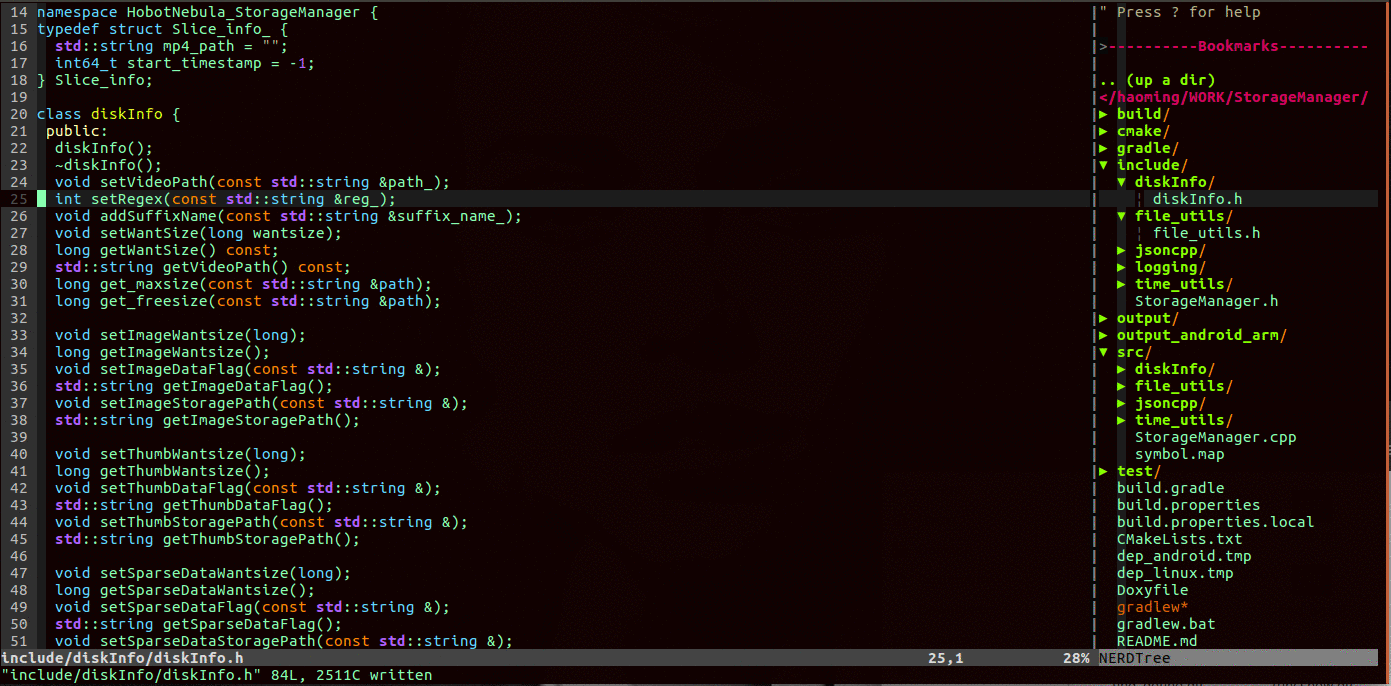 14 namespace HobotNebula_StorageManager {
15 typedef struct Slice_info_ {
16   std::string mp4_path = "";
17   int64_t start_timestamp = -1;
18 } Slice_info;
19
20 class diskInfo {
21  public:
22   diskInfo();
23   ~diskInfo();
24   void setVideoPath(const std::string &path_);
25   int setRegex(const std::string &reg_);
26   void addSuffixName(const std::string &suffix_name_);
27   void setWantSize(long wantsize);
28   long getWantSize() const;
29   std::string getVideoPath() const;
30   long get_maxsize(const std::string &path);
31   long get_freesize(const std::string &path);
32
33   void setImageWantsize(long);
34   long getImageWantsize();
35   void setImageDataFlag(const std::string &);
36   std::string getImageDataFlag();
37   void setImageStoragePath(const std::string &);
38   std::string getImageStoragePath();
39
40   void setThumbWantsize(long);
41   long getThumbWantsize();
42   void setThumbDataFlag(const std::string &);
43   std::string getThumbDataFlag();
44   void setThumbStoragePath(const std::string &);
45   std::string getThumbStoragePath();
46
47   void setSparseDataWantsize(long);
48   long getSparseDataWantsize();
49   void setSparseDataFlag(const std::string &);
50   std::string getSparseDataFlag();
51   void setSparseDataStoragePath(const std::string &);
include/diskInfo/diskInfo.h 25,1 28%
"include/diskInfo/diskInfo.h" 84L, 2511C written
" Press ? for help
>----------Bookmarks----------
.. (up a dir)
</haoming/WORK/StorageManager/
▶ build/
▶ cmake/
▶ gradle/
▼ include/
▼ diskInfo/
diskInfo.h
▼ file_utils/
file_utils.h
▶ jsoncpp/
▶ logging/
▶ time_utils/
StorageManager.h
▶ output/
▶ output_android_arm/
▼ src/
▶ diskInfo/
▶ file_utils/
▶ jsoncpp/
▶ time_utils/
StorageManager.cpp
symbol.map
▶ test/
build.gradle
build.properties
build.properties.local
CMakeLists.txt
dep_android.tmp
dep_linux.tmp
Doxyfile
gradlew*
gradlew.bat
README.md
NERDTree